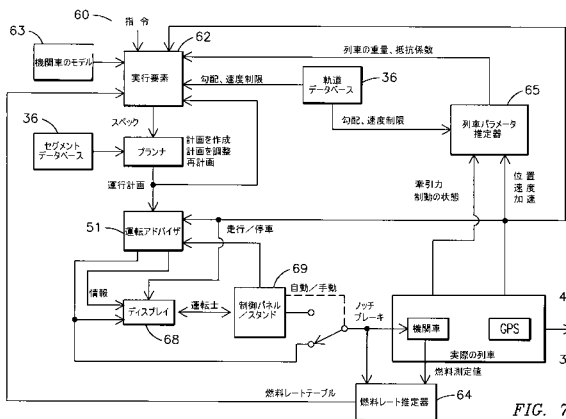 60
指令
62
63
機関車のモデル
実行要素
列車の重量、抵抗係数
勾配、速度制限
軌道
データベース
36
65
列車パラメータ
推定器
勾配、速度制限
スペック
36
セグメント
データベース
プランナ
計画を作成
計画を調整
再計画
運行計画
牽引力
制動の状態
位置
速度
加速
51
運転アドバイザ
走行/停車
69
情報
自動/手動
ディスプレイ
68
運転士
制御パネル
/スタンド
ノッチ
ブレーキ
機関車
GPS
4
3
実際の列車
燃料測定値
燃料レートテーブル
燃料レート推定器
64
FIG. 7